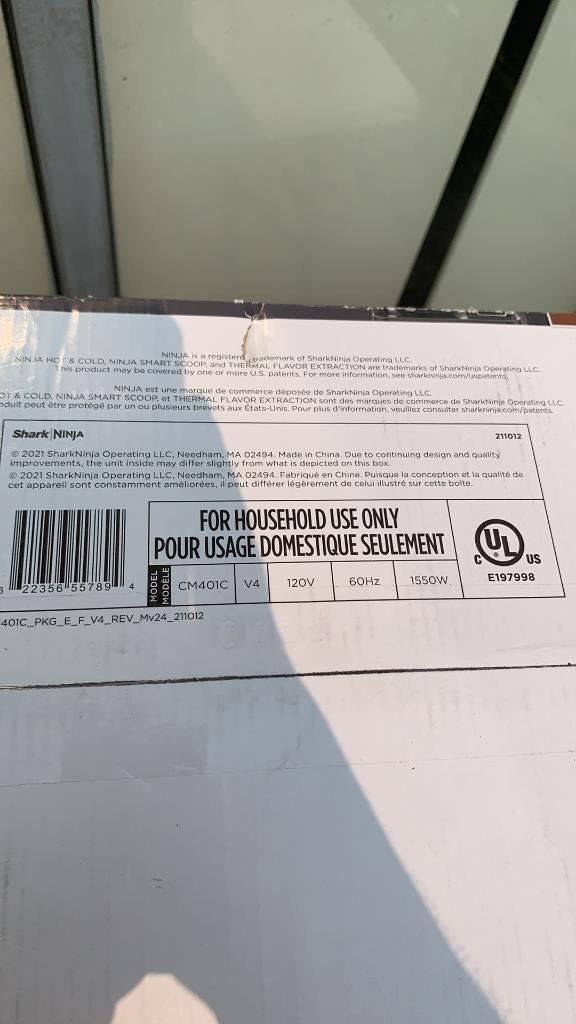 NINJA is a registered trademark of SharkNinja Operating LLC.
NINJA HOT & COLD, NINJA SMART SCOOP, and THERMAL FLAVOR EXTRACTION are trademarks of SharkNinja Operating LLC.
This product may be covered by one or more U.S. patents. For more information, see sharkninja.com/uspatents.
NINJA est une marque de commerce déposée de SharkNinja Operating LLC.
& COLD, NINJA SMART SCOOP, et THERMAL FLAVOR EXTRACTION sont des marques de commerce de SharkNinja Operating LLC.
peut être protégé par un ou plusieurs brevets aux États-Unis. Pour plus d'information, veuillez consulter sharkninja.com/patents.
Shark|NINJA
211012
© 2021 SharkNinja Operating LLC, Needham, MA 02494. Made in China. Due to continuing design and quality
improvements, the unit inside may differ slightly from what is depicted on this box.
© 2021 SharkNinja Operating LLC, Needham, MA 02494. Fabriqué en Chine. Puisque la conception et la qualité de
cet appareil sont constamment améliorées, il peut différer légèrement de celui illustré sur cette boîte.
FOR HOUSEHOLD USE ONLY
POUR USAGE DOMESTIQUE SEULEMENT
MODEL
MODÈLE
CM401C V4 120V 60Hz 1550W
C UL US
E197998
22356 55789 4
401C_PKG_E_F_V4_REV_Mv24_211012